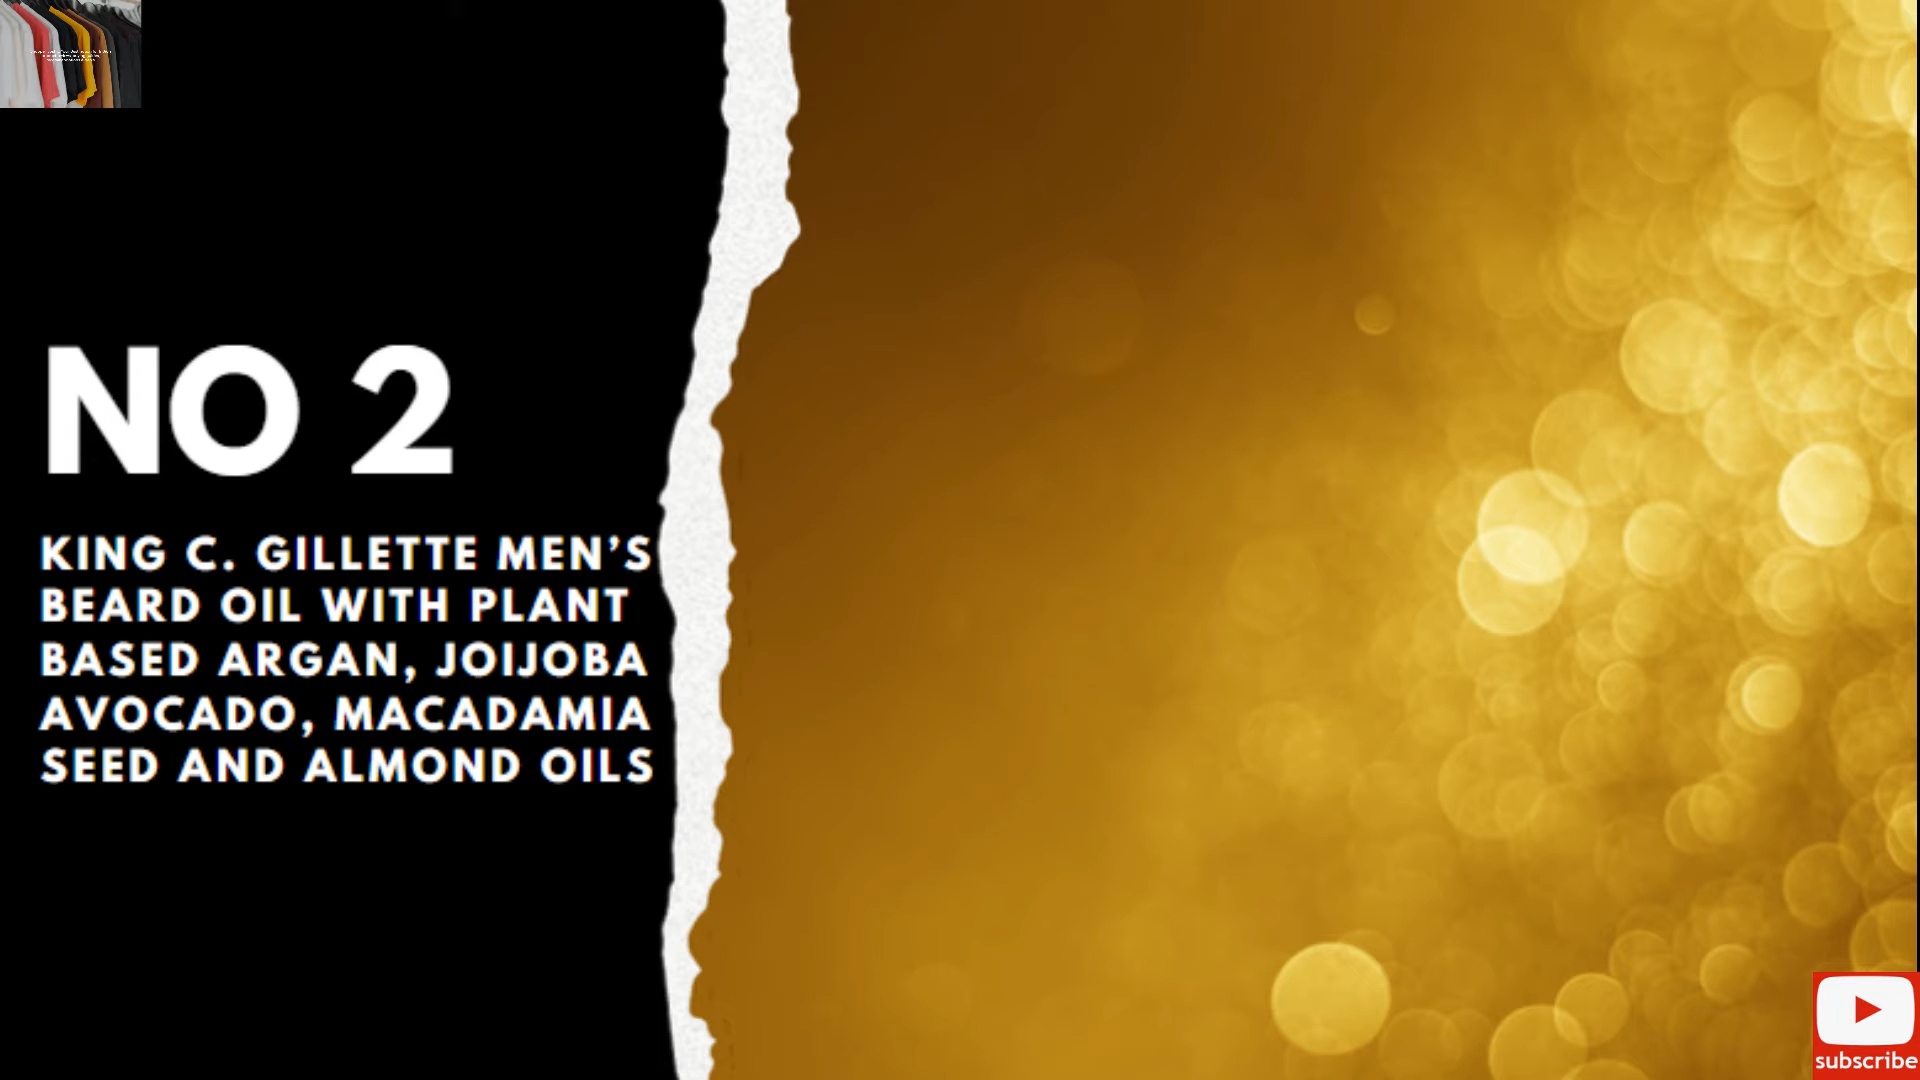 NO 2
KING C. GILLETTE MEN’S
BEARD OIL WITH PLANT
BASED ARGAN, JOIJOBA
AVOCADO, MACADAMIA
SEED AND ALMOND OILS
subscribe